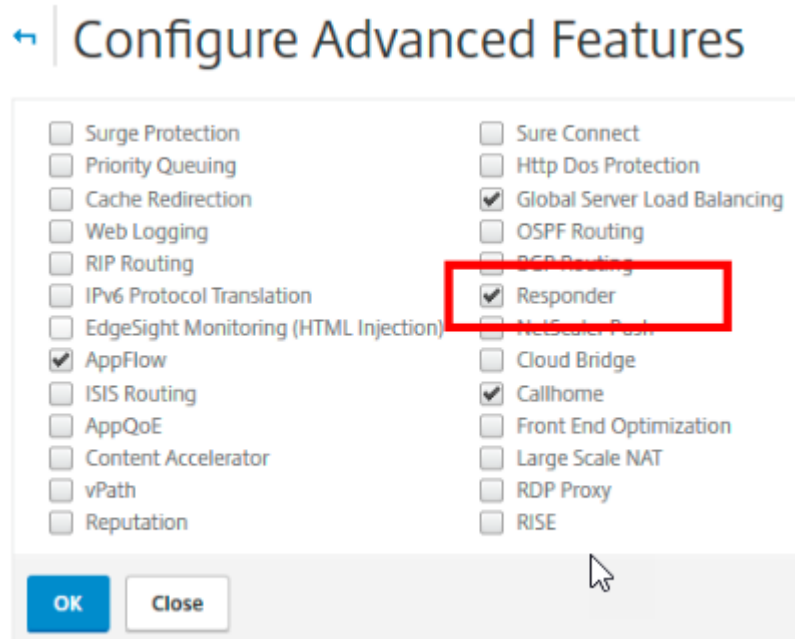 Configure Advanced Features
Surge Protection
Sure Connect
Priority Queuing
Http Dos Protection
Cache Redirection
Global Server Load Balancing
Web Logging
OSPF Routing
RIP Routing
BGP Routing
IPv6 Protocol Translation
Responder
EdgeSight Monitoring (HTML Injection)
NetScaler Push
AppFlow
Cloud Bridge
ISIS Routing
Callhome
AppQoE
Front End Optimization
Content Accelerator
Large Scale NAT
vPath
RDP Proxy
Reputation
RISE
OK
Close